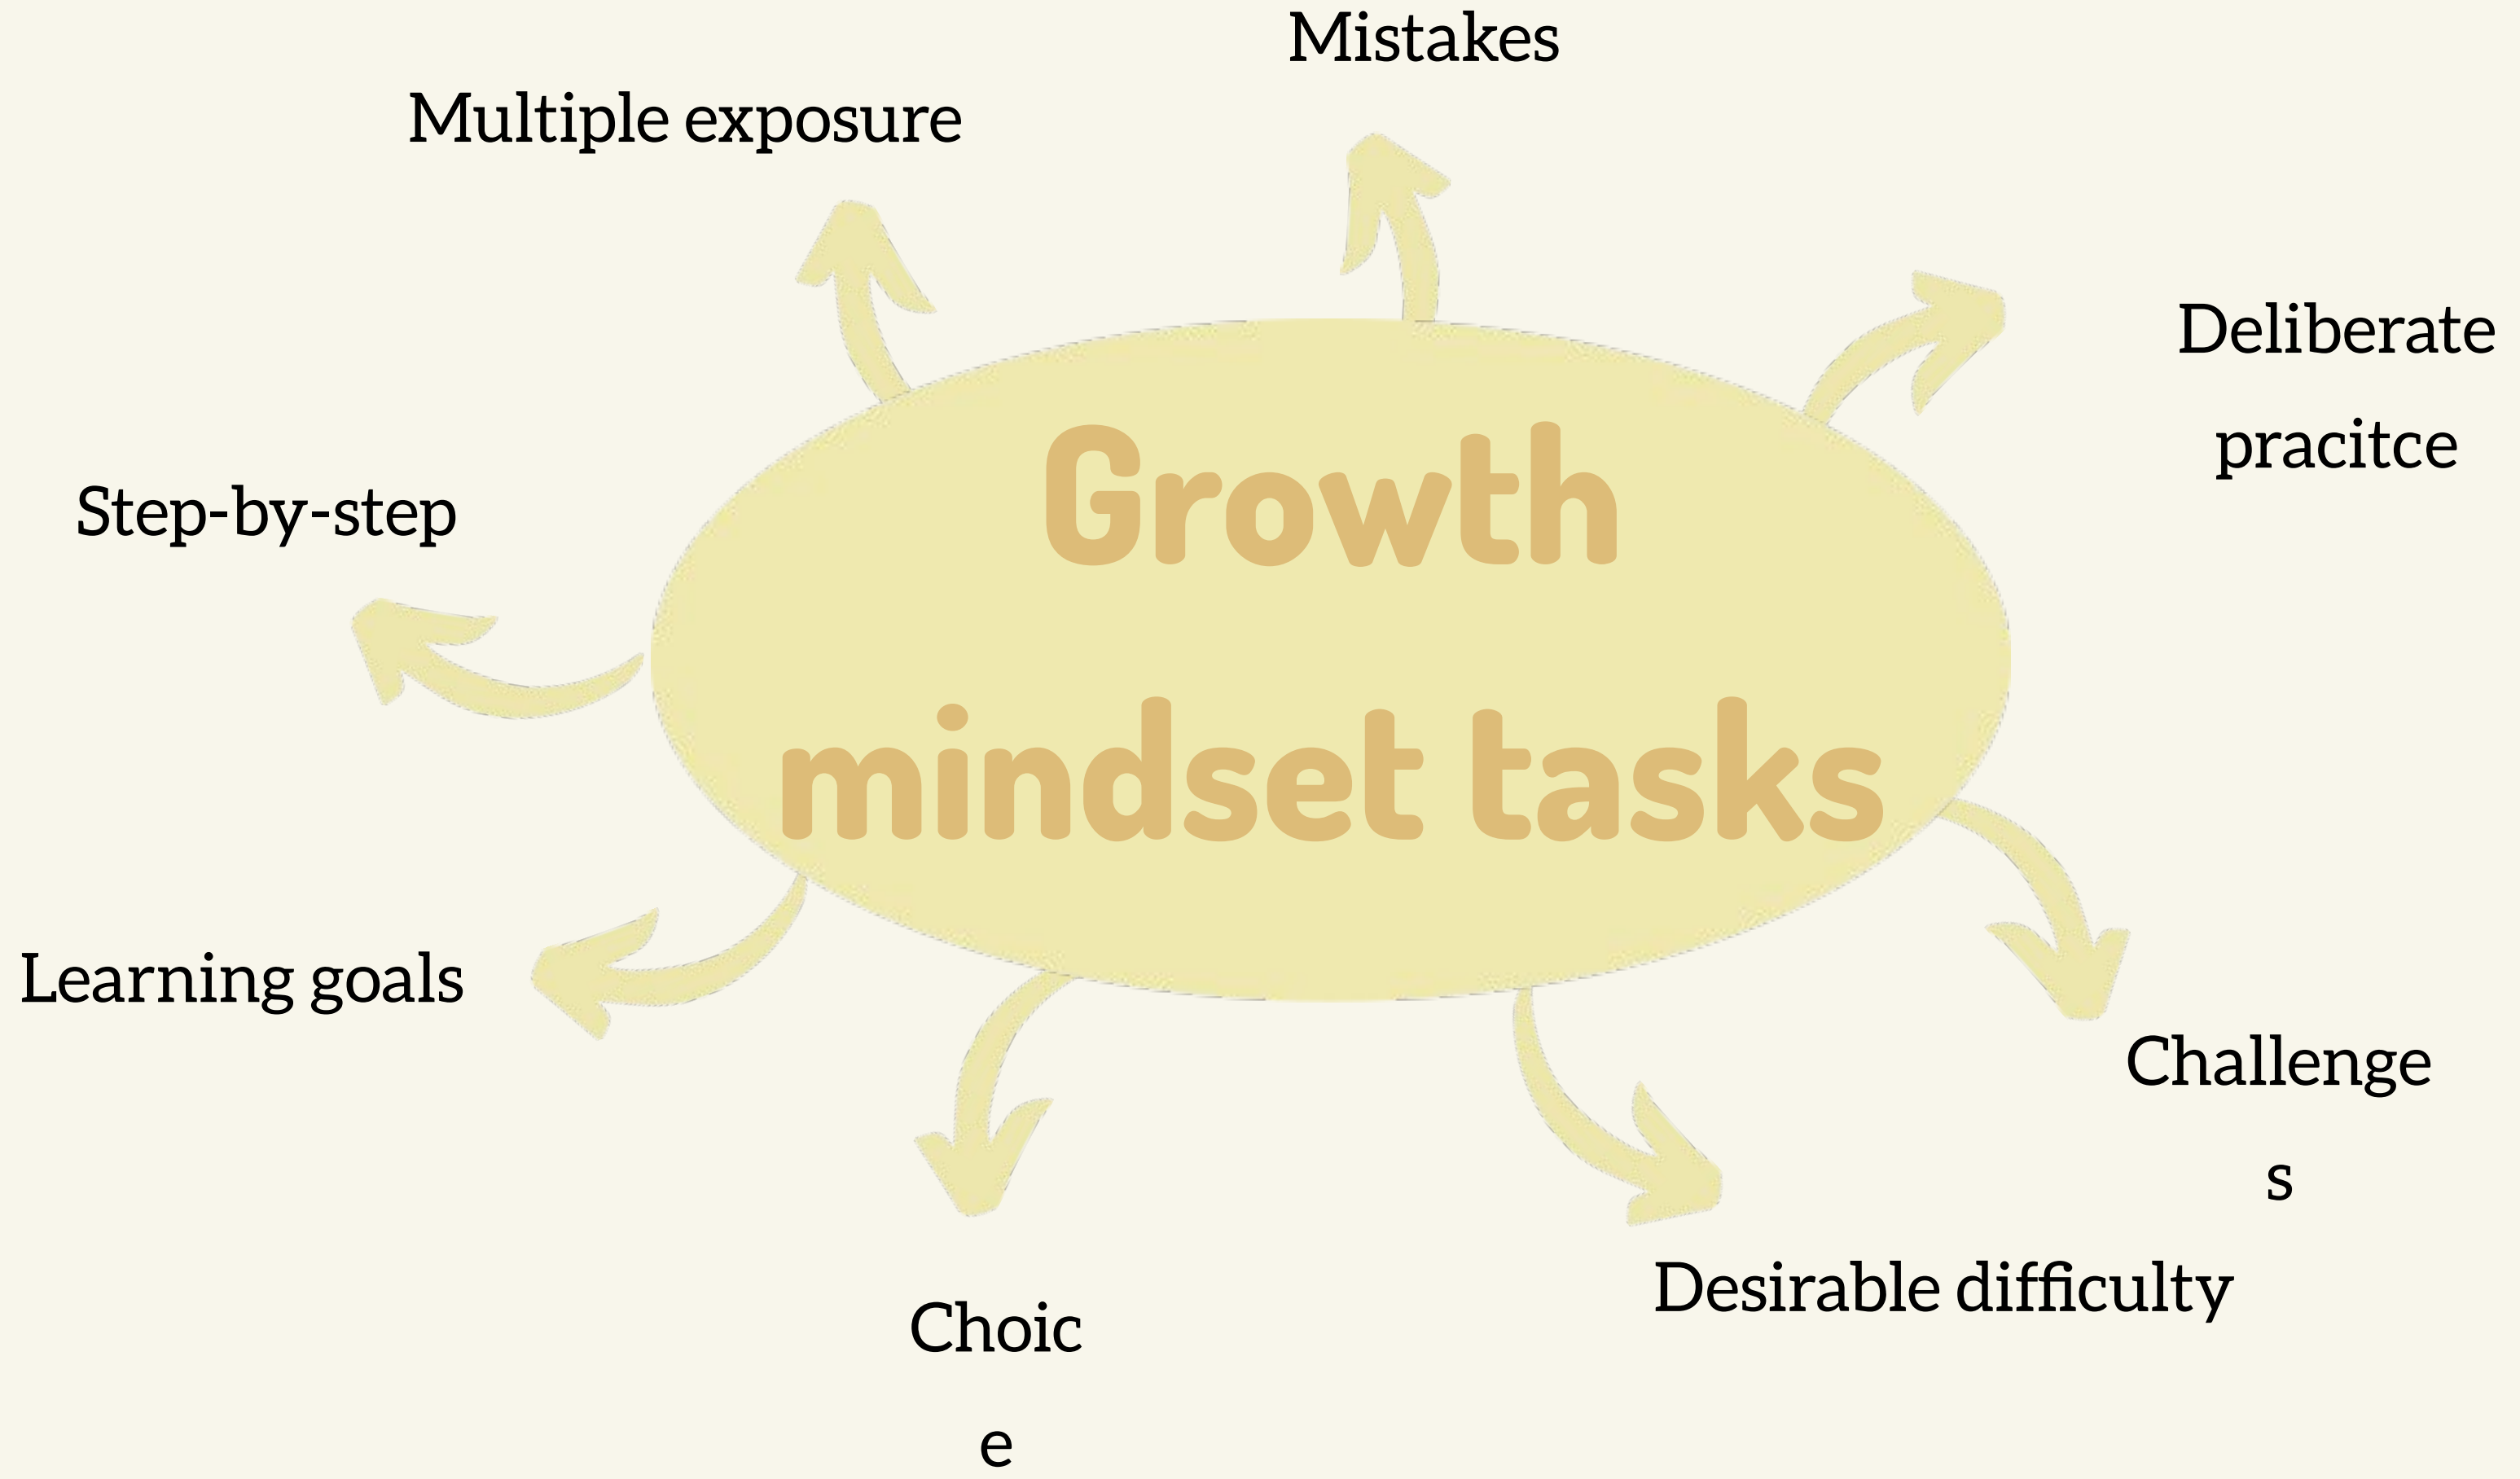 Mistakes
Multiple exposure
Deliberate
pracitce
Step-by-step
Growth
mindset tasks
Learning goals
Challenge
s
Desirable difficulty
Choic
e